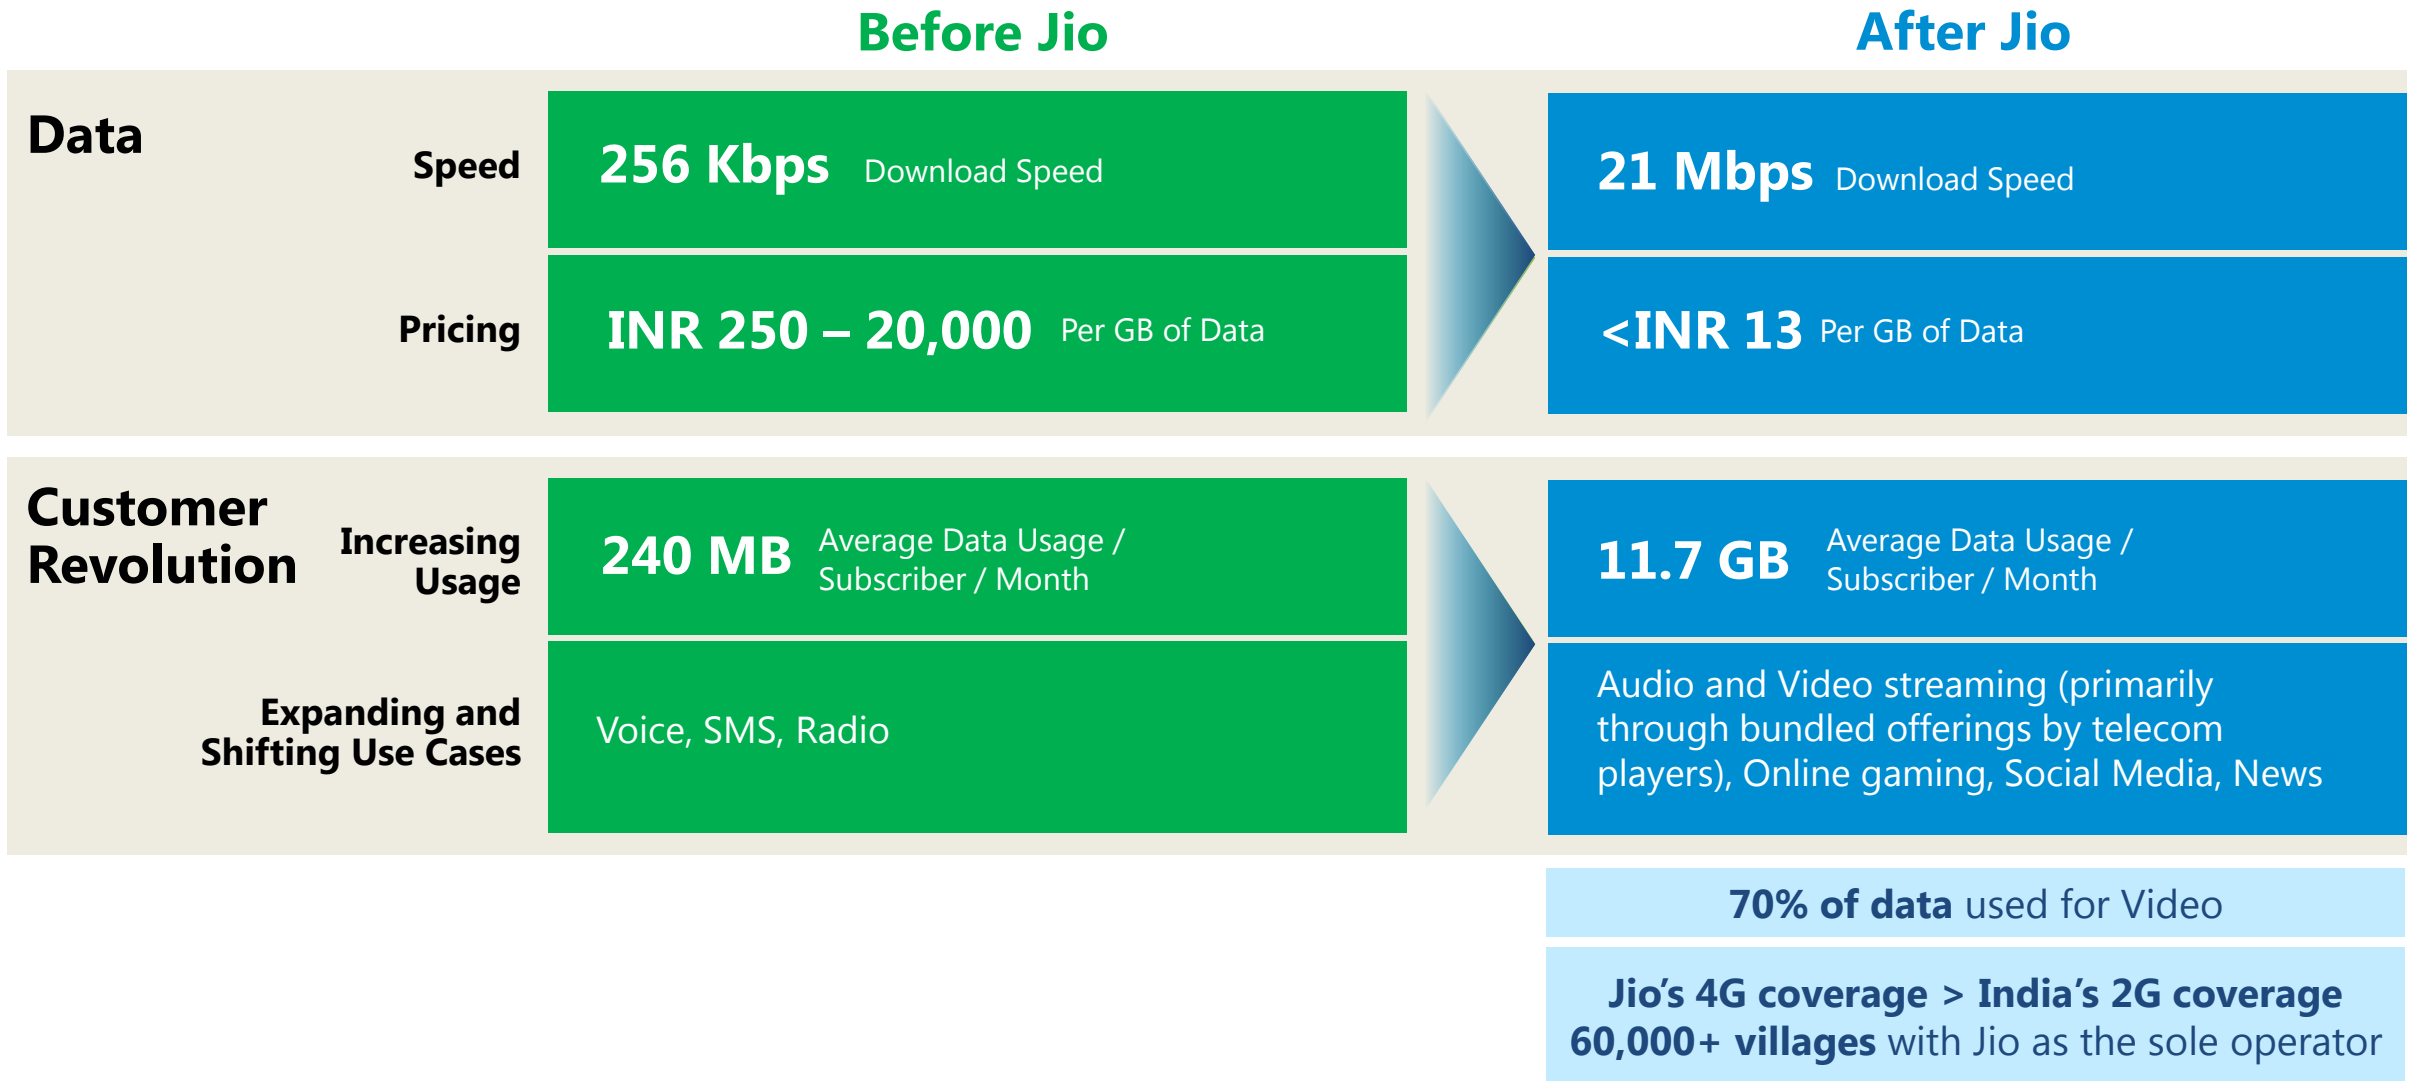 Before Jio
After Jio
Data
Speed
256 Kbps Download Speed
21 Mbps Download Speed
Pricing
INR 250 – 20,000 Per GB of Data
<INR 13 Per GB of Data
Customer
Revolution
Increasing
Usage
240 MB
Average Data Usage /
Subscriber / Month
11.7 GB
Average Data Usage /
Subscriber / Month
Expanding and
Shifting Use Cases
Voice, SMS, Radio
Audio and Video streaming (primarily
through bundled offerings by telecom
players), Online gaming, Social Media, News
70% of data used for Video
Jio’s 4G coverage > India’s 2G coverage
60,000+ villages with Jio as the sole operator